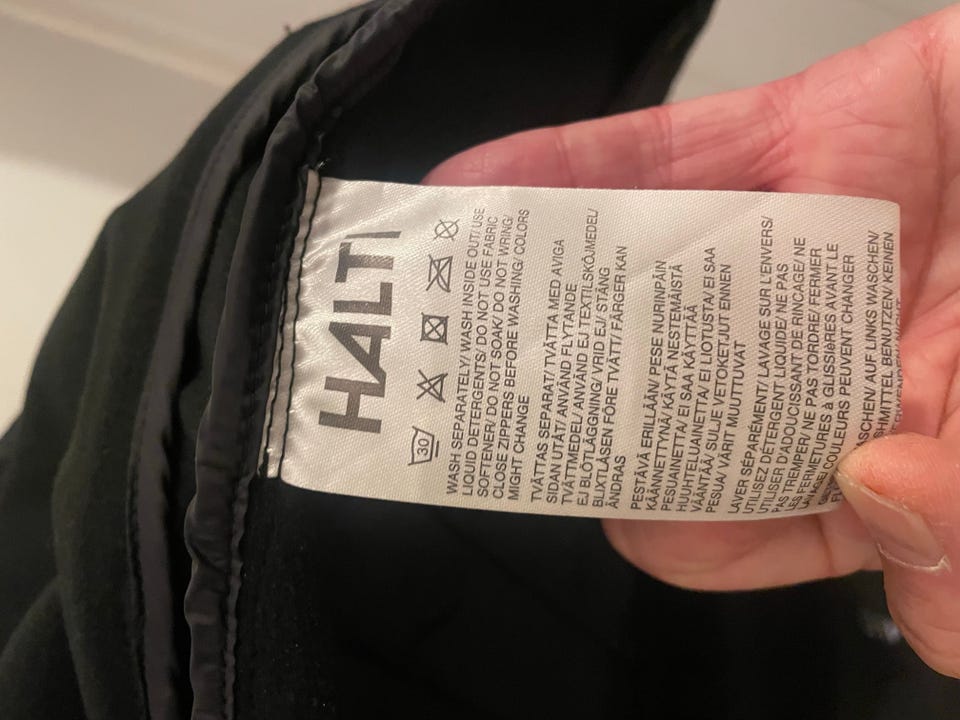 HALTI
30
WASH SEPARATELY/ WASH INSIDE OUT/ USE
LIQUID DETERGENTS/ DO NOT USE FABRIC
SOFTENER/ DO NOT SOAK/ DO NOT WRING/
CLOSE ZIPPERS BEFORE WASHING/ COLORS
MIGHT CHANGE
TVÄTTAS SEPARAT/ TVÄTTA MED AVIGA
SIDAN UTÅT/ ANVÄND FLYTANDE
TVÄTTMEDEL/ ANVÄND EJ TEXTILSKÖJMEDEL/
EJ BLÖTLÄGGNING/ VRID EJ/ STÄNG
BLIXTLÅSEN FÖRE TVÄTT/ FÄRGER KAN
ÄNDRAS
PESTÄVÄ ERILLÄÄN/ PESE NURINPÄIN
KÄÄNNETTYNÄ/ KÄYTÄ NESTEMÄISTÄ
PESUAINETTA/ EI SAA KÄYTTÄÄ
HUUHTELUAINETTA EI LIOTUSTA/ EI SAA
VÄÄNTÄÄ/ SULJE VETOKETJUT ENNEN
PESUA/ VARIT MUUTTUVAT
LAVER SÉPARÉMENT/ LAVAGE SUR L'ENVERS/
UTILISEZ DÉTERGENT LIQUIDE/ NE PAS
UTILISER D'ADOUCISSANT DE RINCAGE/ NE
PAS TREMPER/ NE PAS TORDRE/ FERMER
LES FERMETURES à GLISSIèRES AVANT LE
COULEURS PEUVENT CHANGER
WASCHEN/ AUF LINKS WASCHEN/
BENUTZEN/ KEINEN